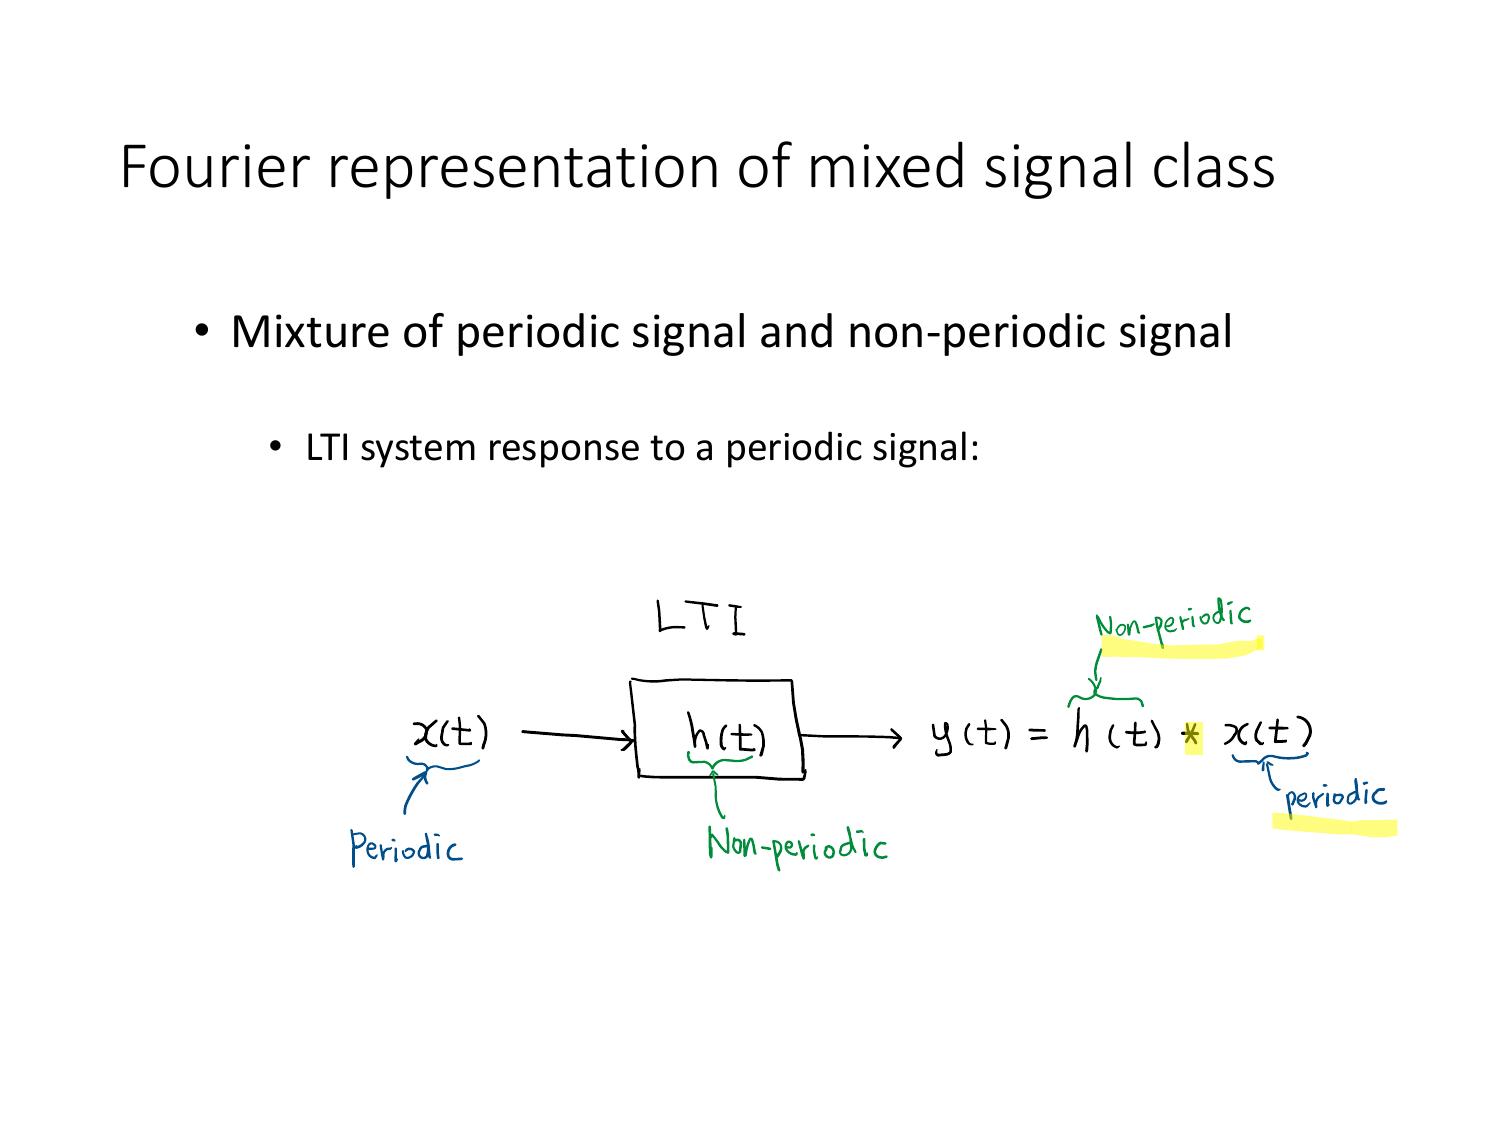 Fourier representation of mixed signal class
• Mixture of periodic signal and non-periodic signal
• LTI system response to a periodic signal:
LTI
Non-periodic
x(t) h(t) y(t) = h(t) * x(t)
periodic
Periodic Non-periodic